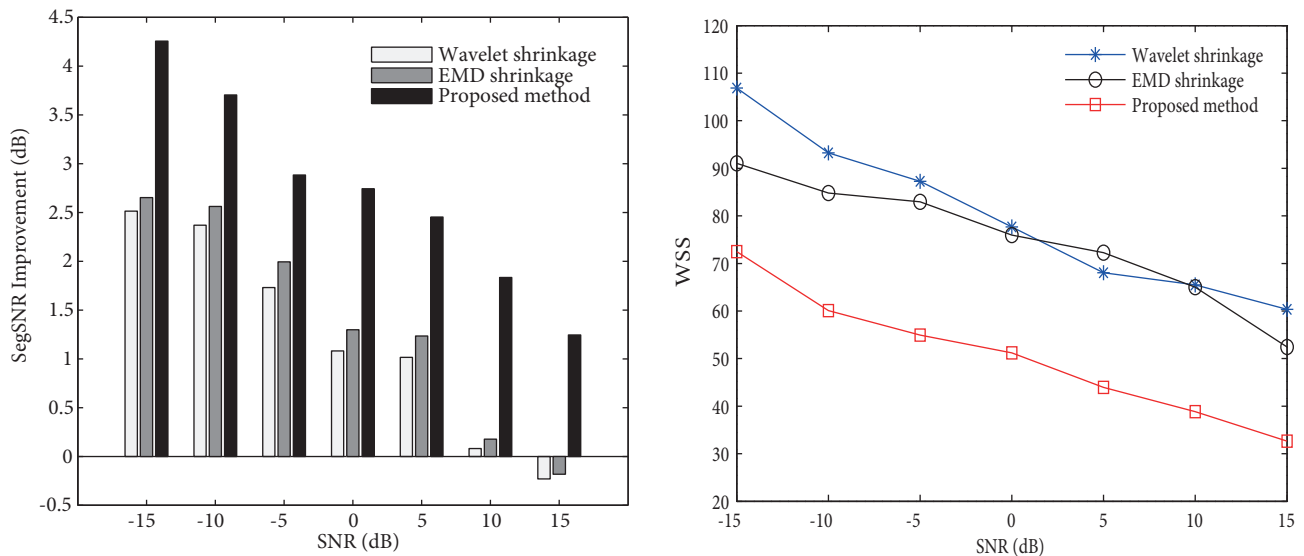 4.5
4
3.5
3
2.5
2
1.5
1
0.5
0
-0.5
SegSNR Improvement (dB)
Wavelet shrinkage
EMD shrinkage
Proposed method
-15 -10 -5 0 5 10 15
SNR (dB)
120
110
100
90
80
70
60
50
40
30
20
WSS
Wavelet shrinkage
EMD shrinkage
Proposed method
-15 -10 -5 0 5 10 15
SNR (dB)